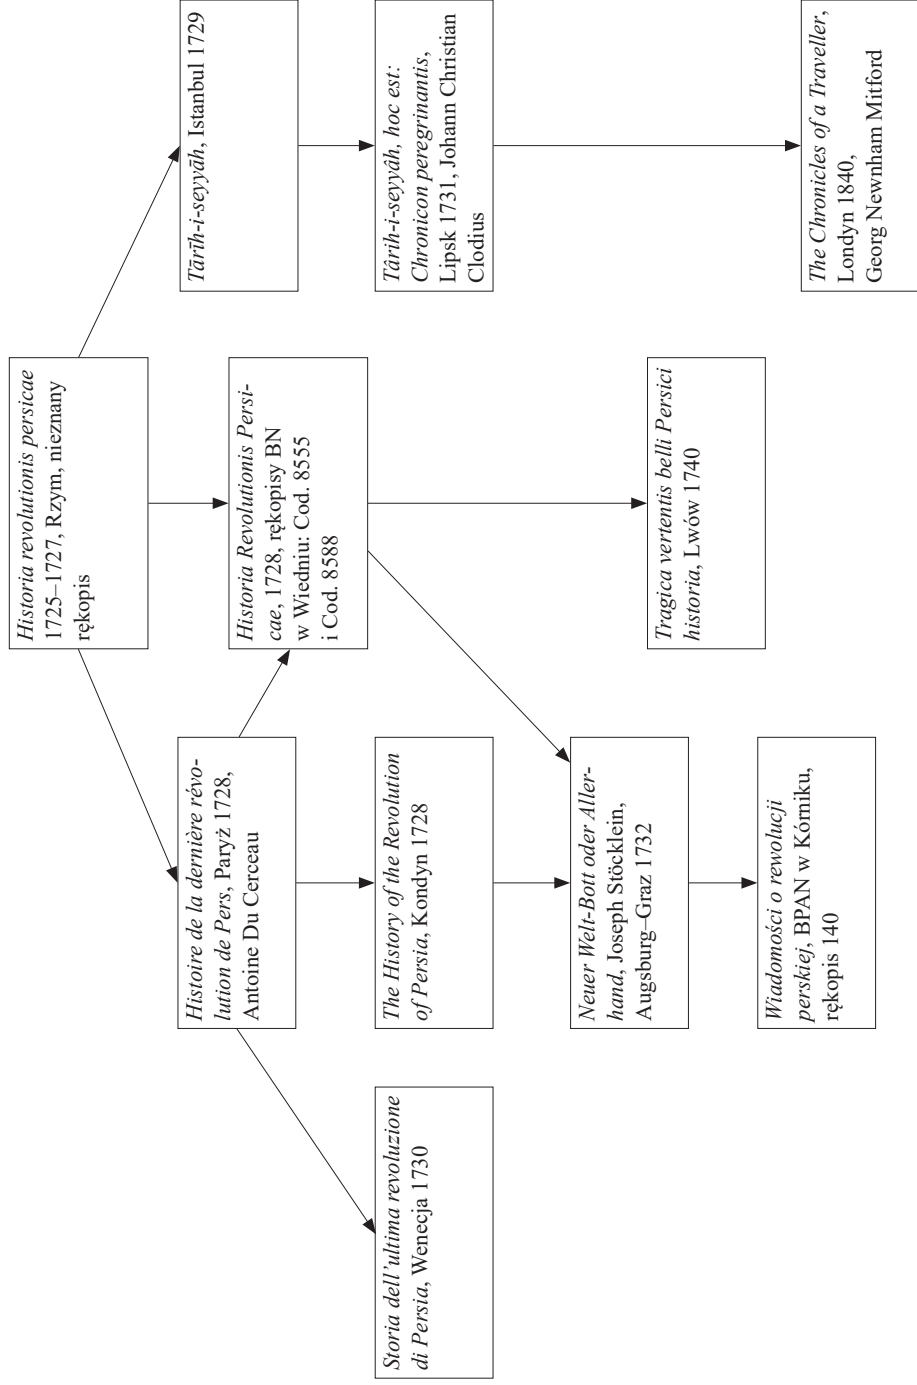 Historia revolutionis persicae
1725–1727, Rzym, nieznany
rękopis
Histoire de la dernière révo-
lution de Pers, Paryż 1728,
Antoine Du Cerceau
Historia Revolutionis Persi-
cae, 1728, rękopisy BN
w Wiedniu: Cod. 8555
i Cod. 8588
Tārīh-i-seyyāh, Istanbul 1729
Storia dell'ultima revoluzione
di Persia, Wenecja 1730
The History of the Revolution
of Persia, Kondyn 1728
Târih-i-seyyâh, hoc est:
Chronicon peregrinantis,
Lipsk 1731, Johann Christian
Clodius
Neuer Welt-Bott oder Aller-
hand, Joseph Stöcklein,
Augsburg–Graz 1732
Tragica vertentis belli Persici
historia, Lwów 1740
Wiadomości o rewolucji
perskiej, BPAN w Kórniku,
rękopis 140
The Chronicles of a Traveller,
Londyn 1840,
Georg Newnham Mitford